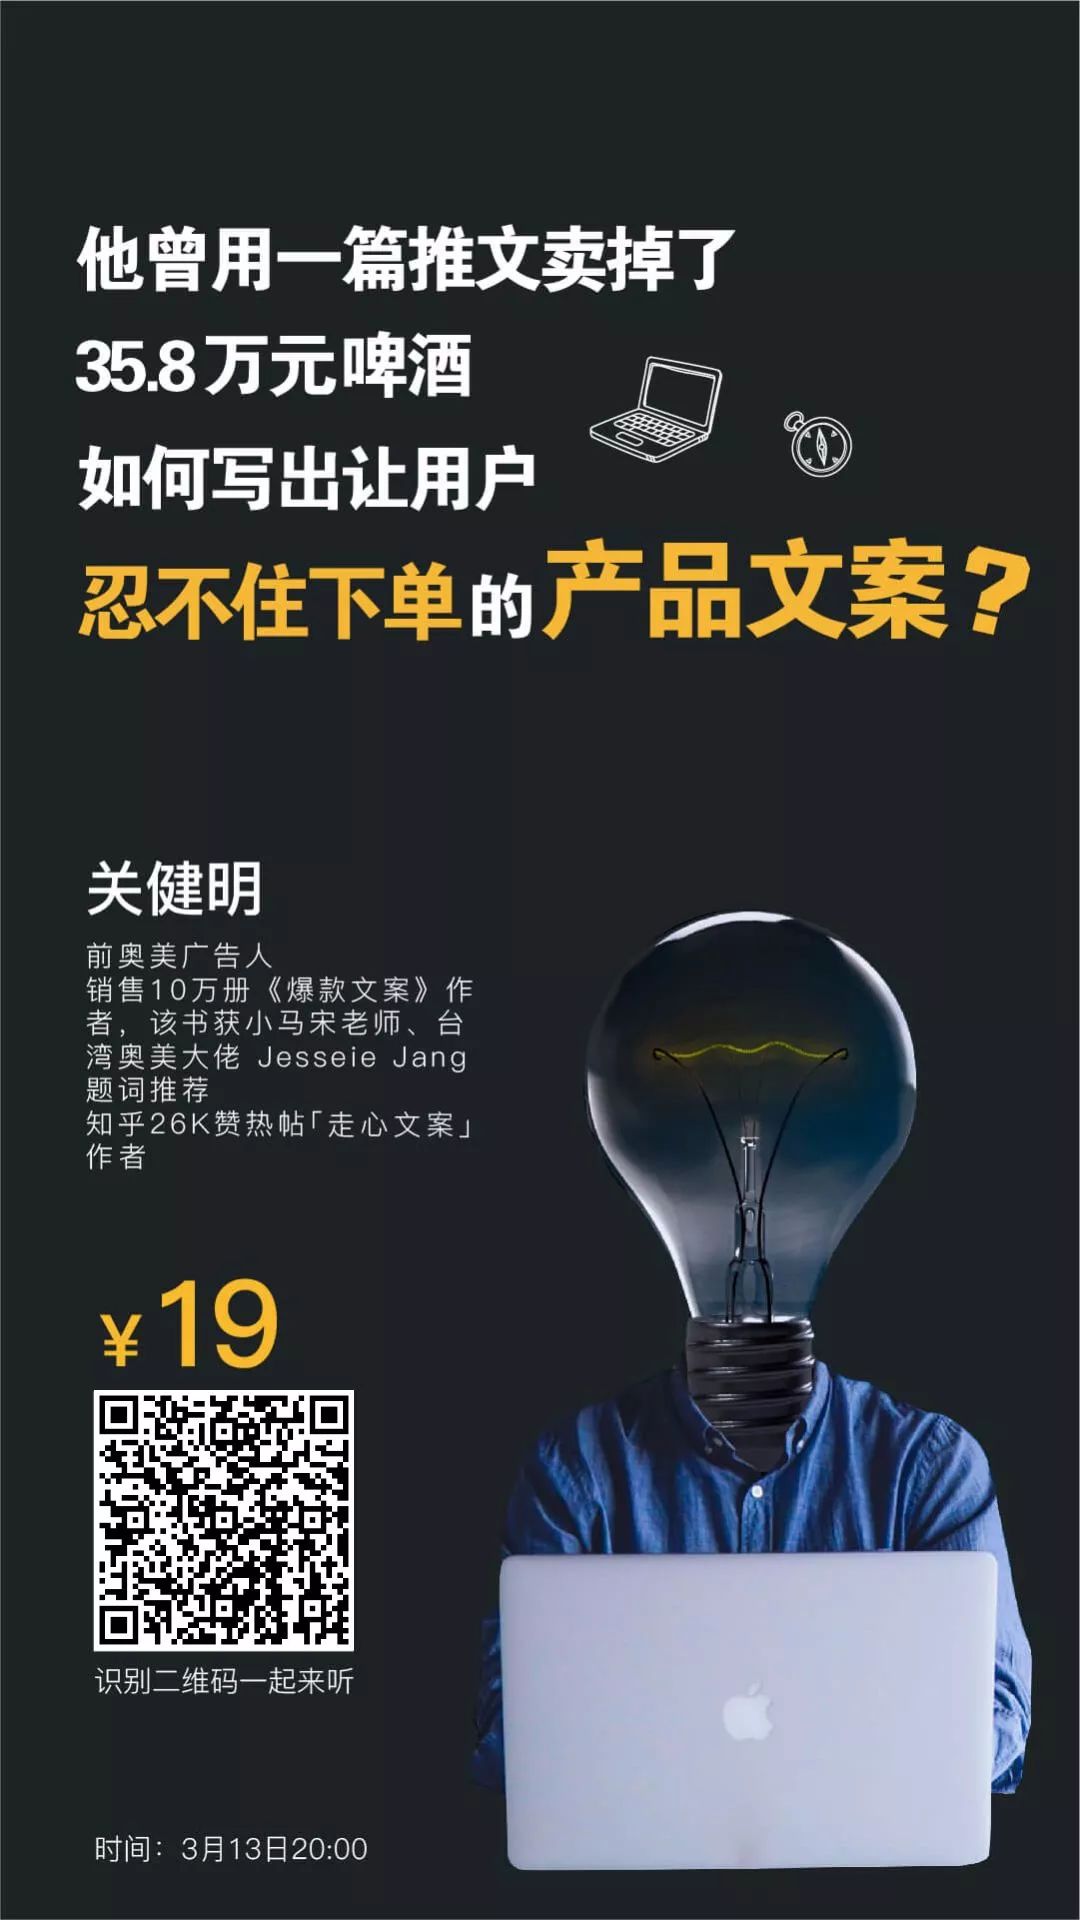 他曾用一篇推文卖掉了
35.8万元啤酒
如何写出让用户
忍不住下单的产品文案?
关健明
前奥美广告人
销售10万册《爆款文案》作
者，该书获小马宋老师、台
湾奥美大佬 Jesseie Jang
题词推荐
知乎26K赞热帖「走心文案」
作者
¥19
识别二维码一起来听
时间：3月13日20:00